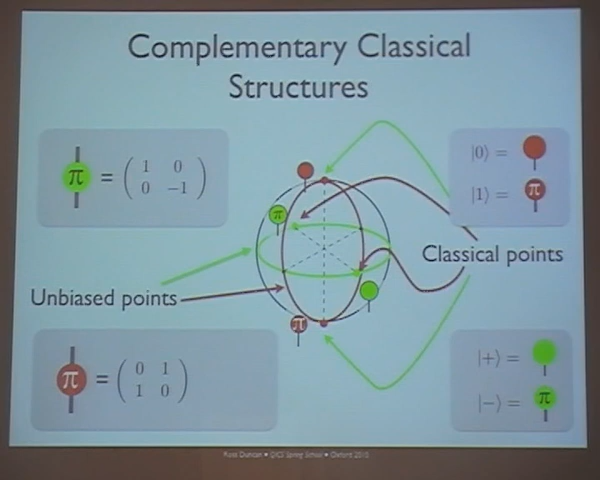 Complementary Classical
Structures
π = ( 1 0
0 −1 )
|0⟩ =
|1⟩ = π
π
Classical points
Unbiased points
π
π = ( 0 1
1 0 )
|+⟩ =
|−⟩ = π
Ross Duncan • QICS Spring School • Oxford 2010